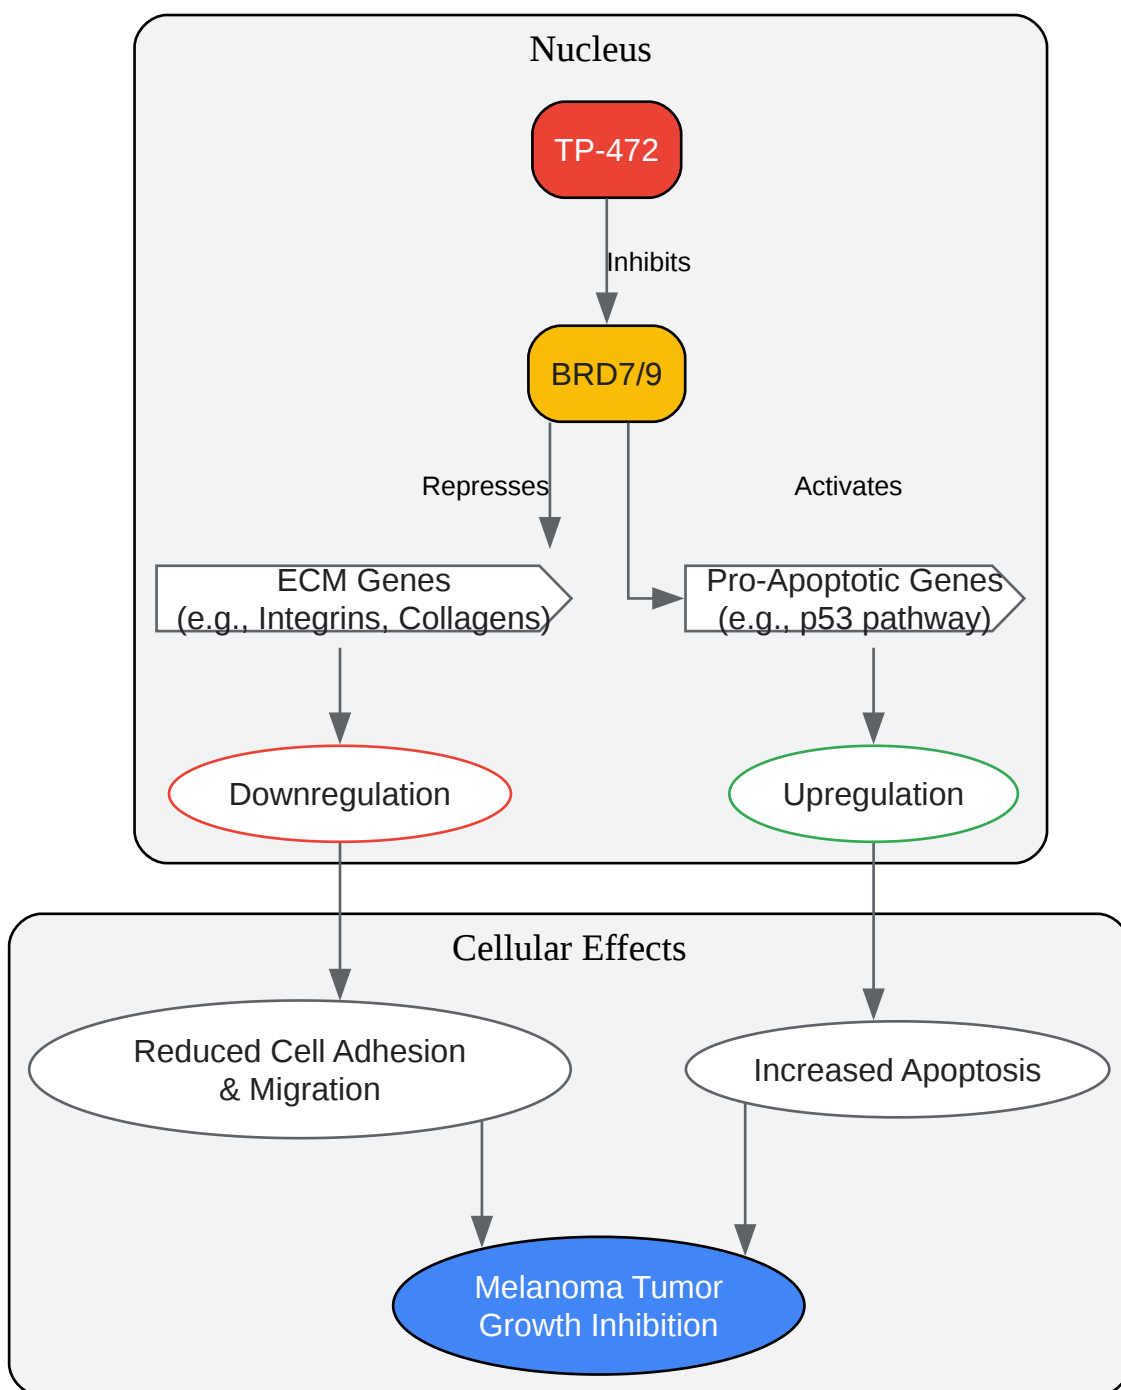 Nucleus
TP-472
Inhibits
BRD7/9
Represses
Activates
ECM Genes
(e.g., Integrins, Collagens)
Pro-Apoptotic Genes
(e.g., p53 pathway)
Downregulation
Upregulation
Cellular Effects
Reduced Cell Adhesion
& Migration
Increased Apoptosis
Melanoma Tumor
Growth Inhibition